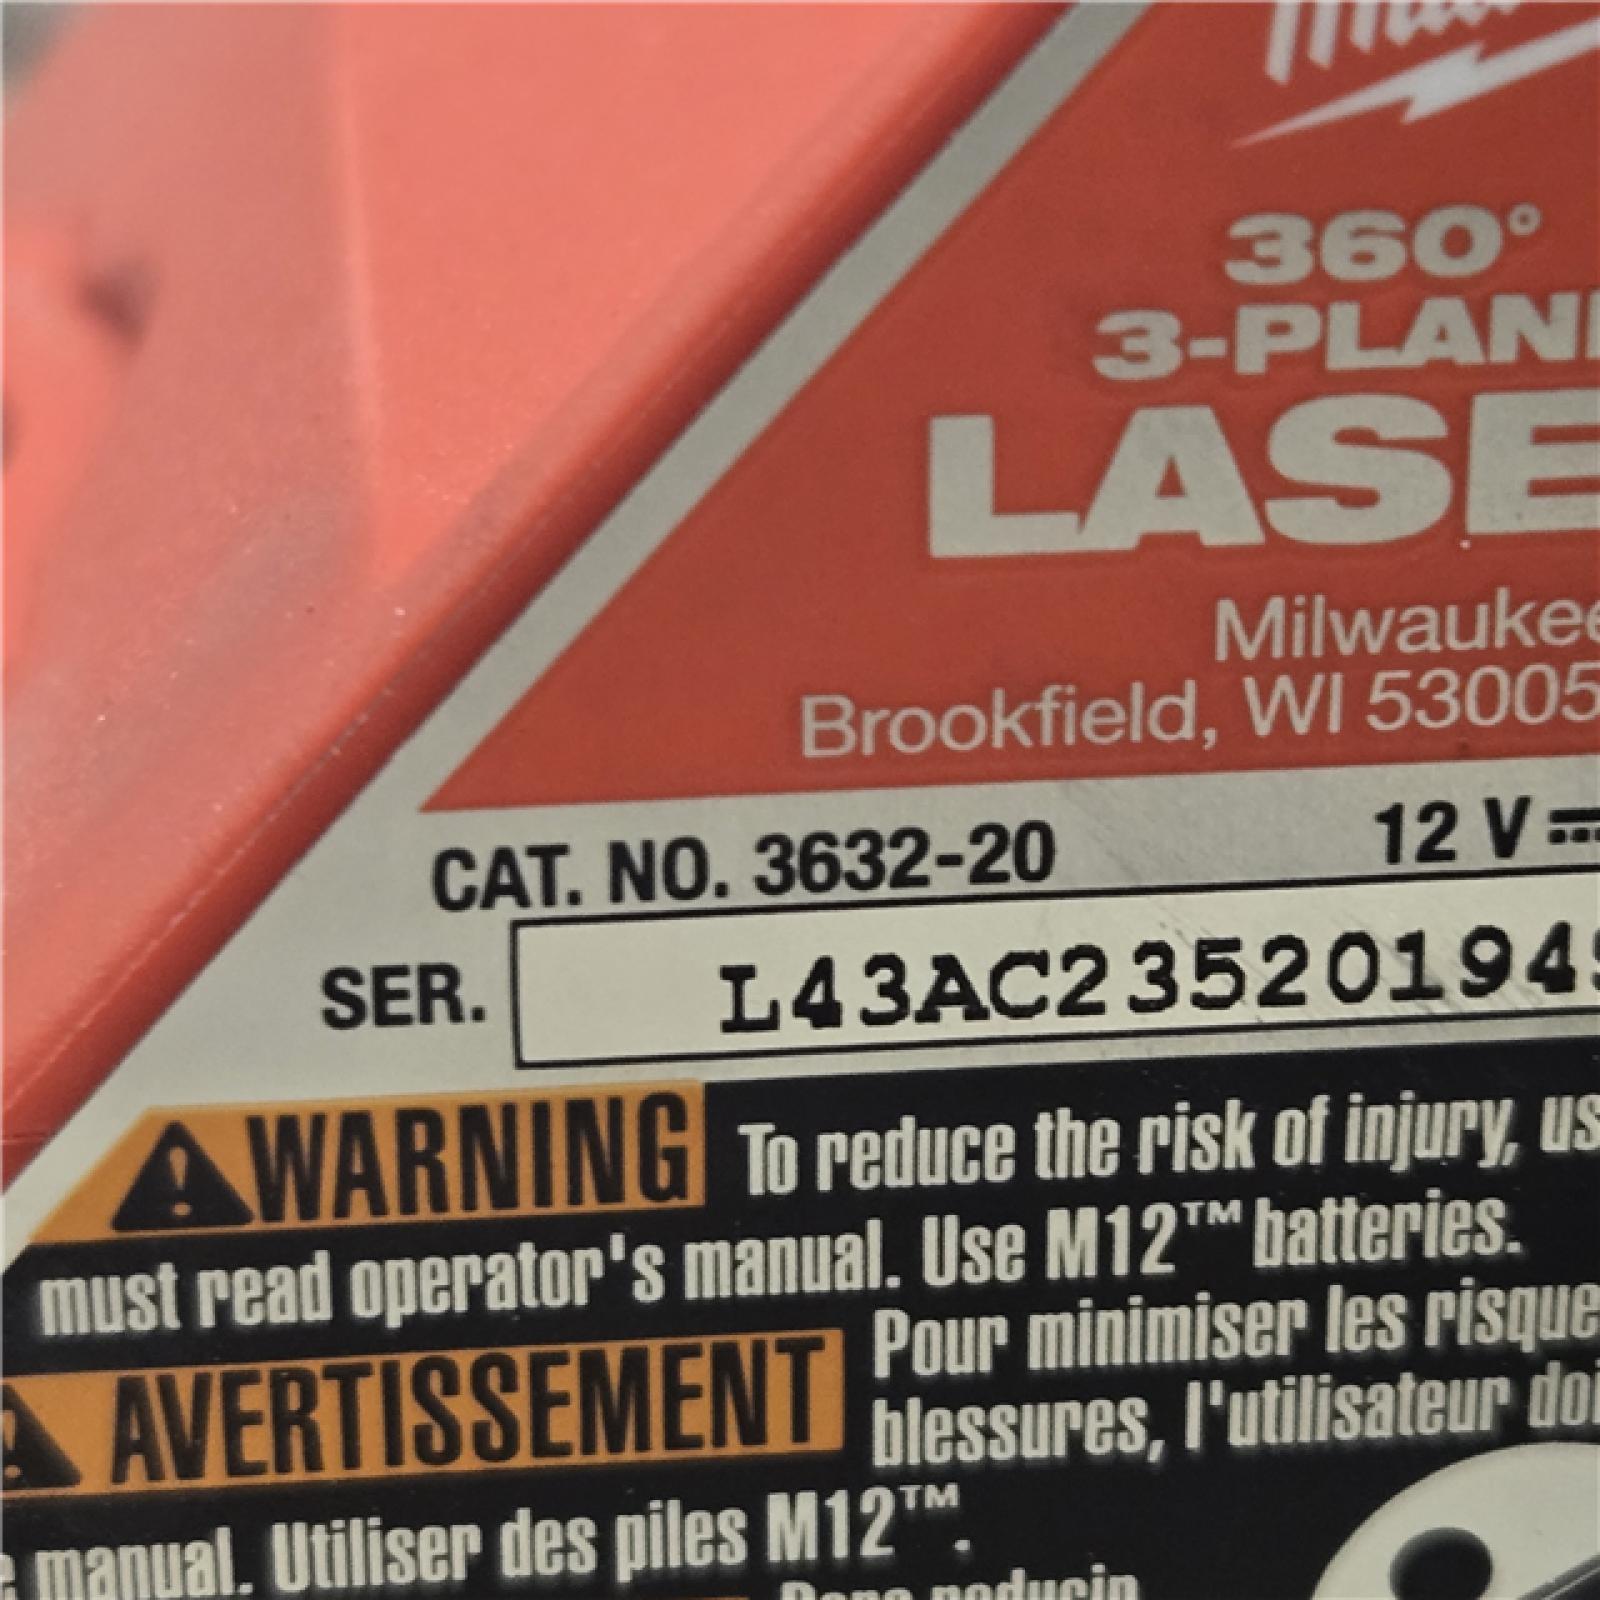 360°
3-PLAN
LASE
Milwaukee
Brookfield, WI 53005
CAT. NO. 3632-20 12 V
SER. L43AC235201949
WARNING To reduce the risk of injury, us
must read operator's manual. Use M12™ batteries.
AVERTISSEMENT Pour minimiser les risque
blessures, l'utilisateur doi
manual. Utiliser des piles M12™.